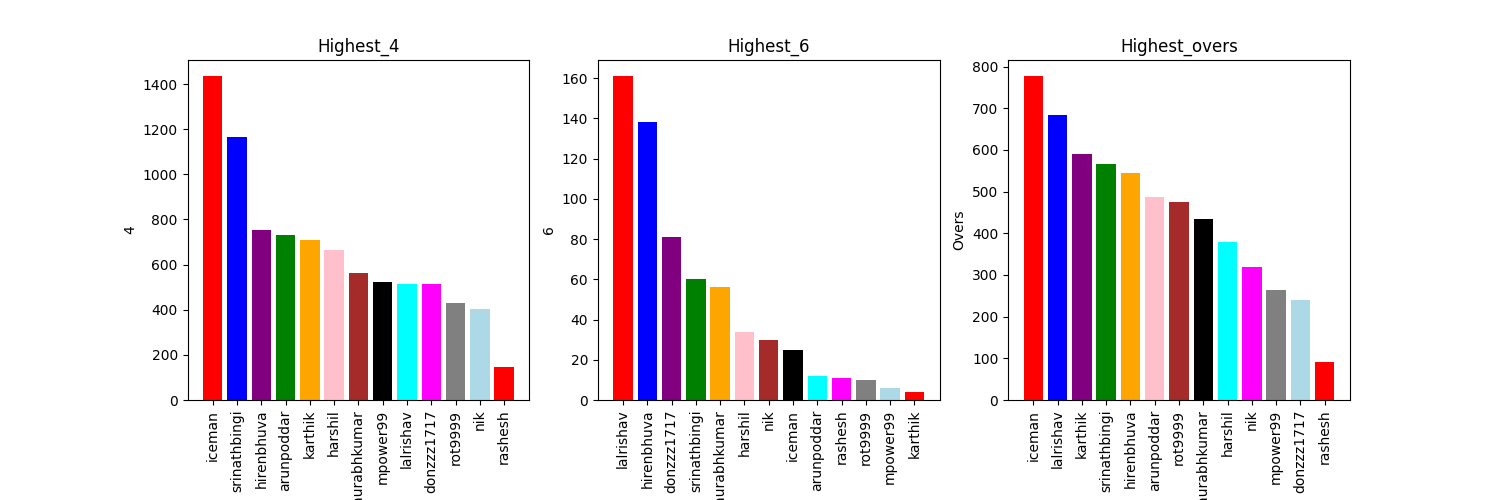 Highest_4
4
1400
1200
1000
800
600
400
200
0
iceman
srinathbingi
hirenbhuva
arunpoddar
karthik
harshil
urabhkumar
mpower99
lalrishav
donzzz1717
rot9999
nik
rashesh
Highest_6
6
160
140
120
100
80
60
40
20
0
lalrishav
hirenbhuva
donzzz1717
srinathbingi
urabhkumar
harshil
nik
iceman
arunpoddar
rashesh
rot9999
mpower99
karthik
Highest_overs
Overs
800
700
600
500
400
300
200
100
0
iceman
lalrishav
karthik
srinathbingi
hirenbhuva
arunpoddar
rot9999
urabhkumar
harshil
nik
mpower99
donzzz1717
rashesh